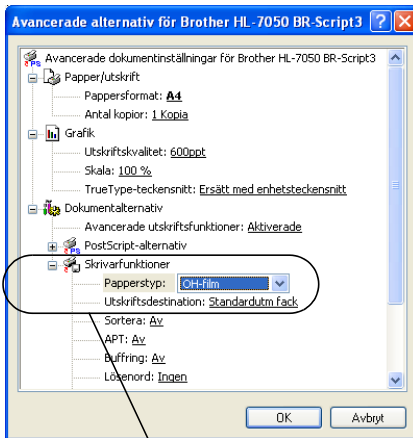 Avancerade alternativ för Brother HL-7050 BR-Script3
Avancerade dokumentinställningar för Brother HL-7050 BR-Script3
Papper/utskrift
Pappersformat: A4
Antal kopior: 1 Kopia
Grafik
Utskriftskvalitet: 600ppt
Skala: 100 %
TrueType-teckensnitt: Ersätt med enhetsteckensnitt
Dokumentalternativ
Avancerade utskriftsfunktioner: Aktiverade
PostScript-alternativ
Skrivarfunktioner
Papperstyp: OH-film
Utskriftsdestination: Standardutm fack
Sortera: Av
APT: Av
Buffring: Av
Lösenord: Ingen
OK Avbryt